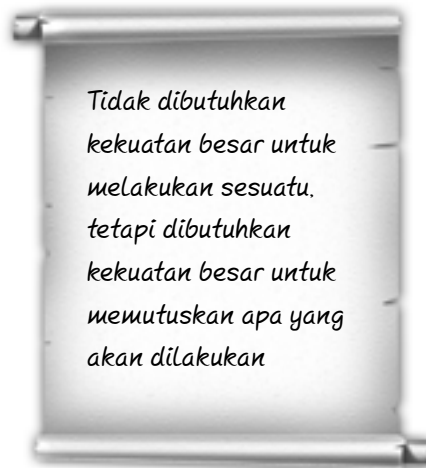 Tidak dibutuhkan
kekuatan besar untuk
melakukan sesuatu,
tetapi dibutuhkan
kekuatan besar untuk
memutuskan apa yang
akan dilakukan